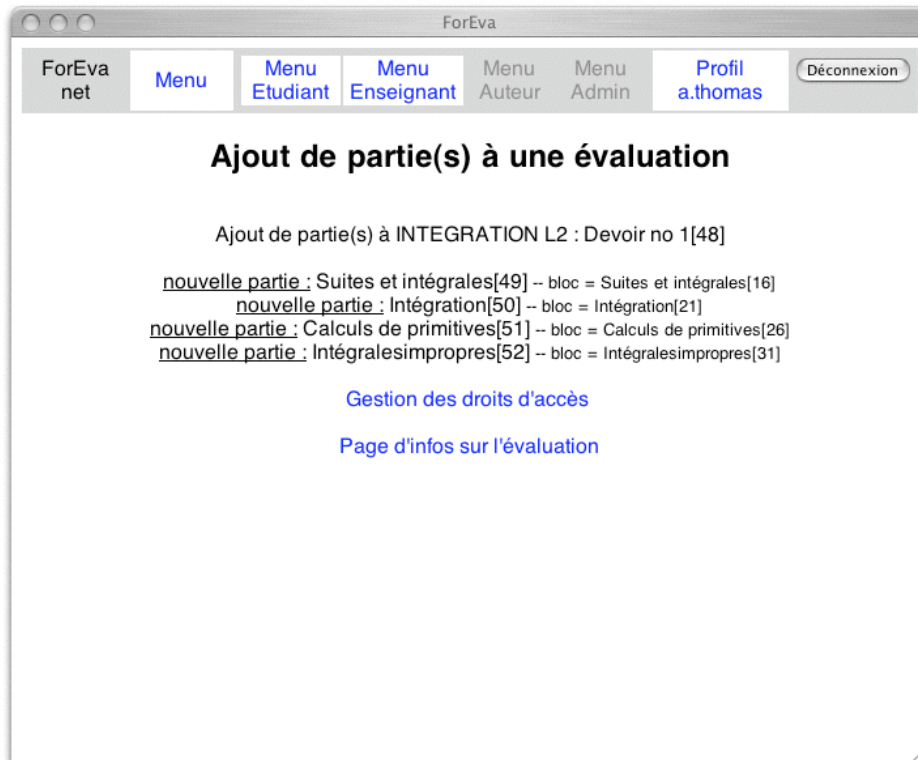 ForEva
ForEva net
Menu
Menu Etudiant
Menu Enseignant
Menu Auteur
Menu Admin
Profil a.thomas
Déconnexion
Ajout de partie(s) à une évaluation
Ajout de partie(s) à INTEGRATION L2 : Devoir no 1[48]
nouvelle partie : Suites et intégrales[49] -- bloc = Suites et intégrales[16]
nouvelle partie : Intégration[50] -- bloc = Intégration[21]
nouvelle partie : Calculs de primitives[51] -- bloc = Calculs de primitives[26]
nouvelle partie : Intégralesimpropres[52] -- bloc = Intégralesimpropres[31]
Gestion des droits d'accès
Page d'infos sur l'évaluation